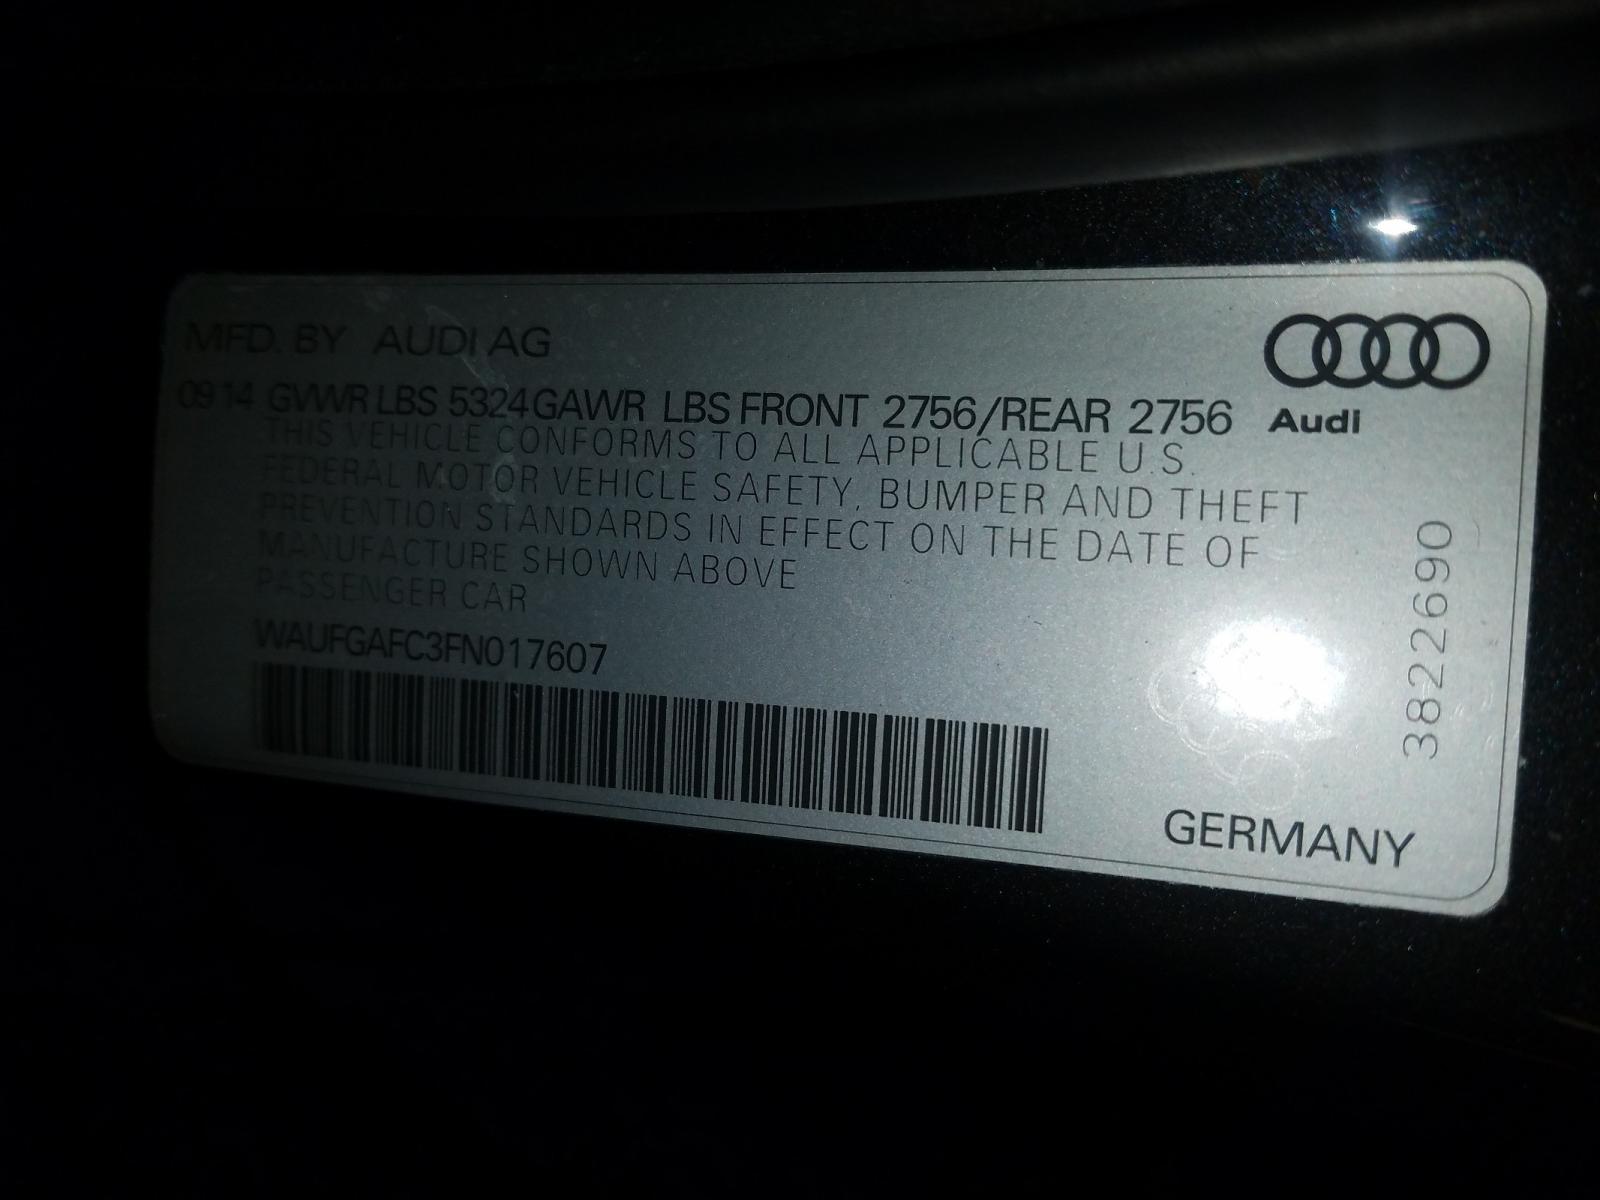 MFD. BY AUDI AG
09 14 GVWR LBS 5324 GAWR LBS FRONT 2756/REAR 2756
Audi
THIS VEHICLE CONFORMS TO ALL APPLICABLE U.S.
FEDERAL MOTOR VEHICLE SAFETY, BUMPER AND THEFT
PREVENTION STANDARDS IN EFFECT ON THE DATE OF
MANUFACTURE SHOWN ABOVE
PASSENGER CAR
WAUFGAFC3FN017607
3822690
GERMANY